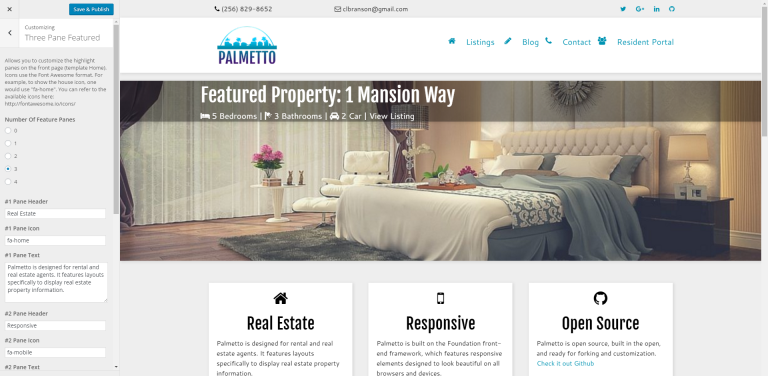 Save & Publish
Customizing
Three Pane Featured
Allows you to customize the highlight
panes on the front page (template Home).
Icons use the Font Awesome format. For
example, to show the house icon, one
would use "fa-home". You can refer to the
available icons here:
http://fontawesome.io/icons/
Number Of Feature Panes
0
1
2
3
4
#1 Pane Header
Real Estate
#1 Pane Icon
fa-home
#1 Pane Text
Palmetto is designed for rental and
real estate agents. It features layouts
specifically to display real estate
property information.
#2 Pane Header
Responsive
#2 Pane Icon
fa-mobile
#2 Pane Text
(256) 829-8652
clbranson@gmail.com
PALMETTO
Listings
Blog
Contact
Resident Portal
Featured Property: 1 Mansion Way
5 Bedrooms | 3 Bathrooms | 2 Car | View Listing
Real Estate
Palmetto is designed for rental and real
estate agents. It features layouts
specifically to display real estate property
information.
Responsive
Palmetto is built on the Foundation front-
end framework, which features responsive
elements designed to look beautiful on all
browsers and devices.
Open Source
Palmetto is open source, built in the open,
and ready for forking and customization.
Check it out Github